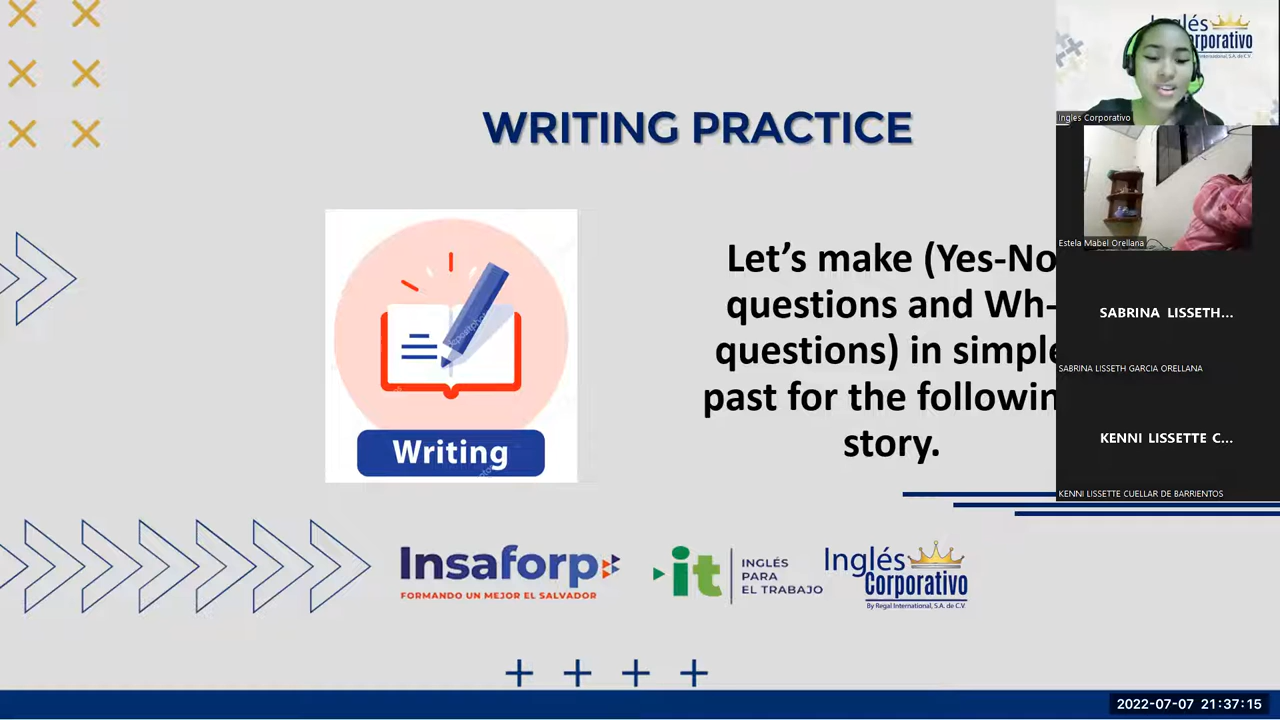 WRITING PRACTICE
Let's make (Yes-No
questions and Wh-
questions) in simple
past for the followin
story.
Writing
Insaforp
FORMANDO UN MEJOR EL SALVADOR
it
INGLÉS
PARA
EL TRABAJO
Inglés
Corporativo
By Regal International, S.A. de C.V.
Inglés
orporativo
Ingles Corporativo
Estela Mabel Orellana
SABRINA LISSETH...
SABRINA LISSETH GARCIA ORELLANA
KENNI LISSETTE C...
KENNI LISSETTE CUELLAR DE BARRIENTOS
2022-07-07 21:37:15